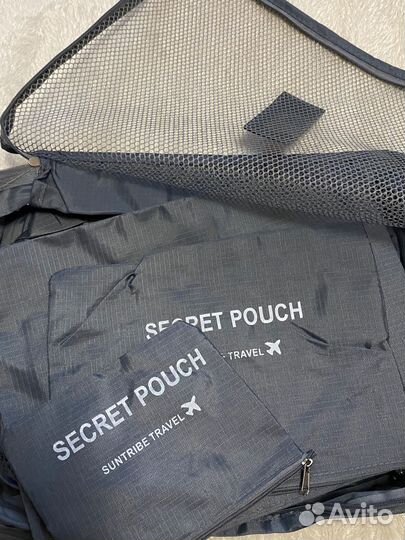 SECRET POUCH
TRAVEL
SECRET POUCH
SUNTRIBE TRAVEL
Avito